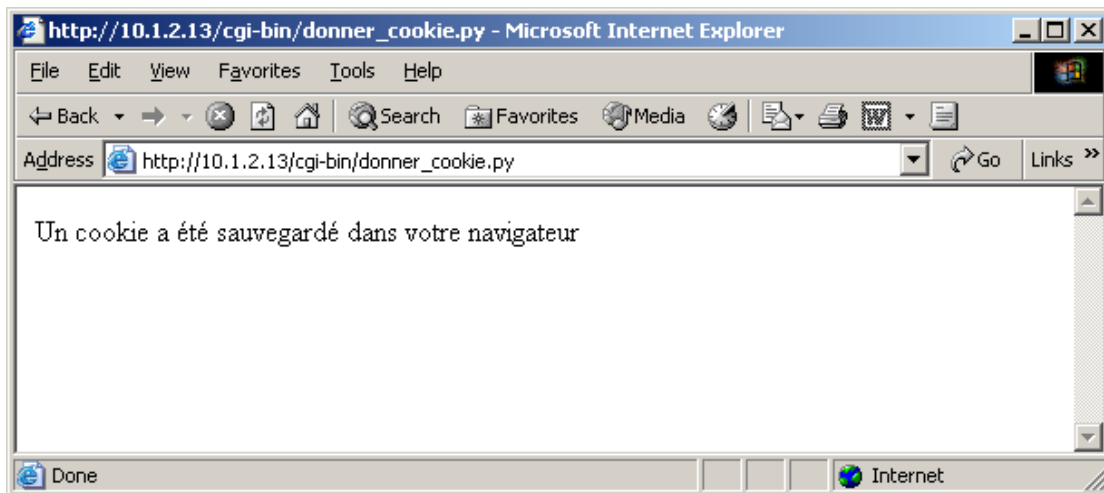 http://10.1.2.13/cgi-bin/donner_cookie.py - Microsoft Internet Explorer
File Edit View Favorites Tools Help
Back Search Favorites Media
Address http://10.1.2.13/cgi-bin/donner_cookie.py Go Links »
Un cookie a été sauvegardé dans votre navigateur
Done Internet